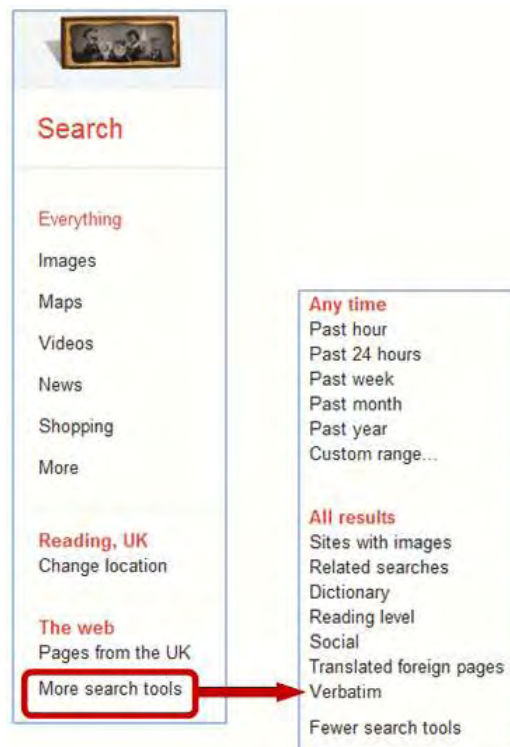 Search
Everything
Images
Maps
Videos
News
Shopping
More
Reading, UK
Change location
The web
Pages from the UK
More search tools
Any time
Past hour
Past 24 hours
Past week
Past month
Past year
Custom range...
All results
Sites with images
Related searches
Dictionary
Reading level
Social
Translated foreign pages
Verbatim
Fewer search tools